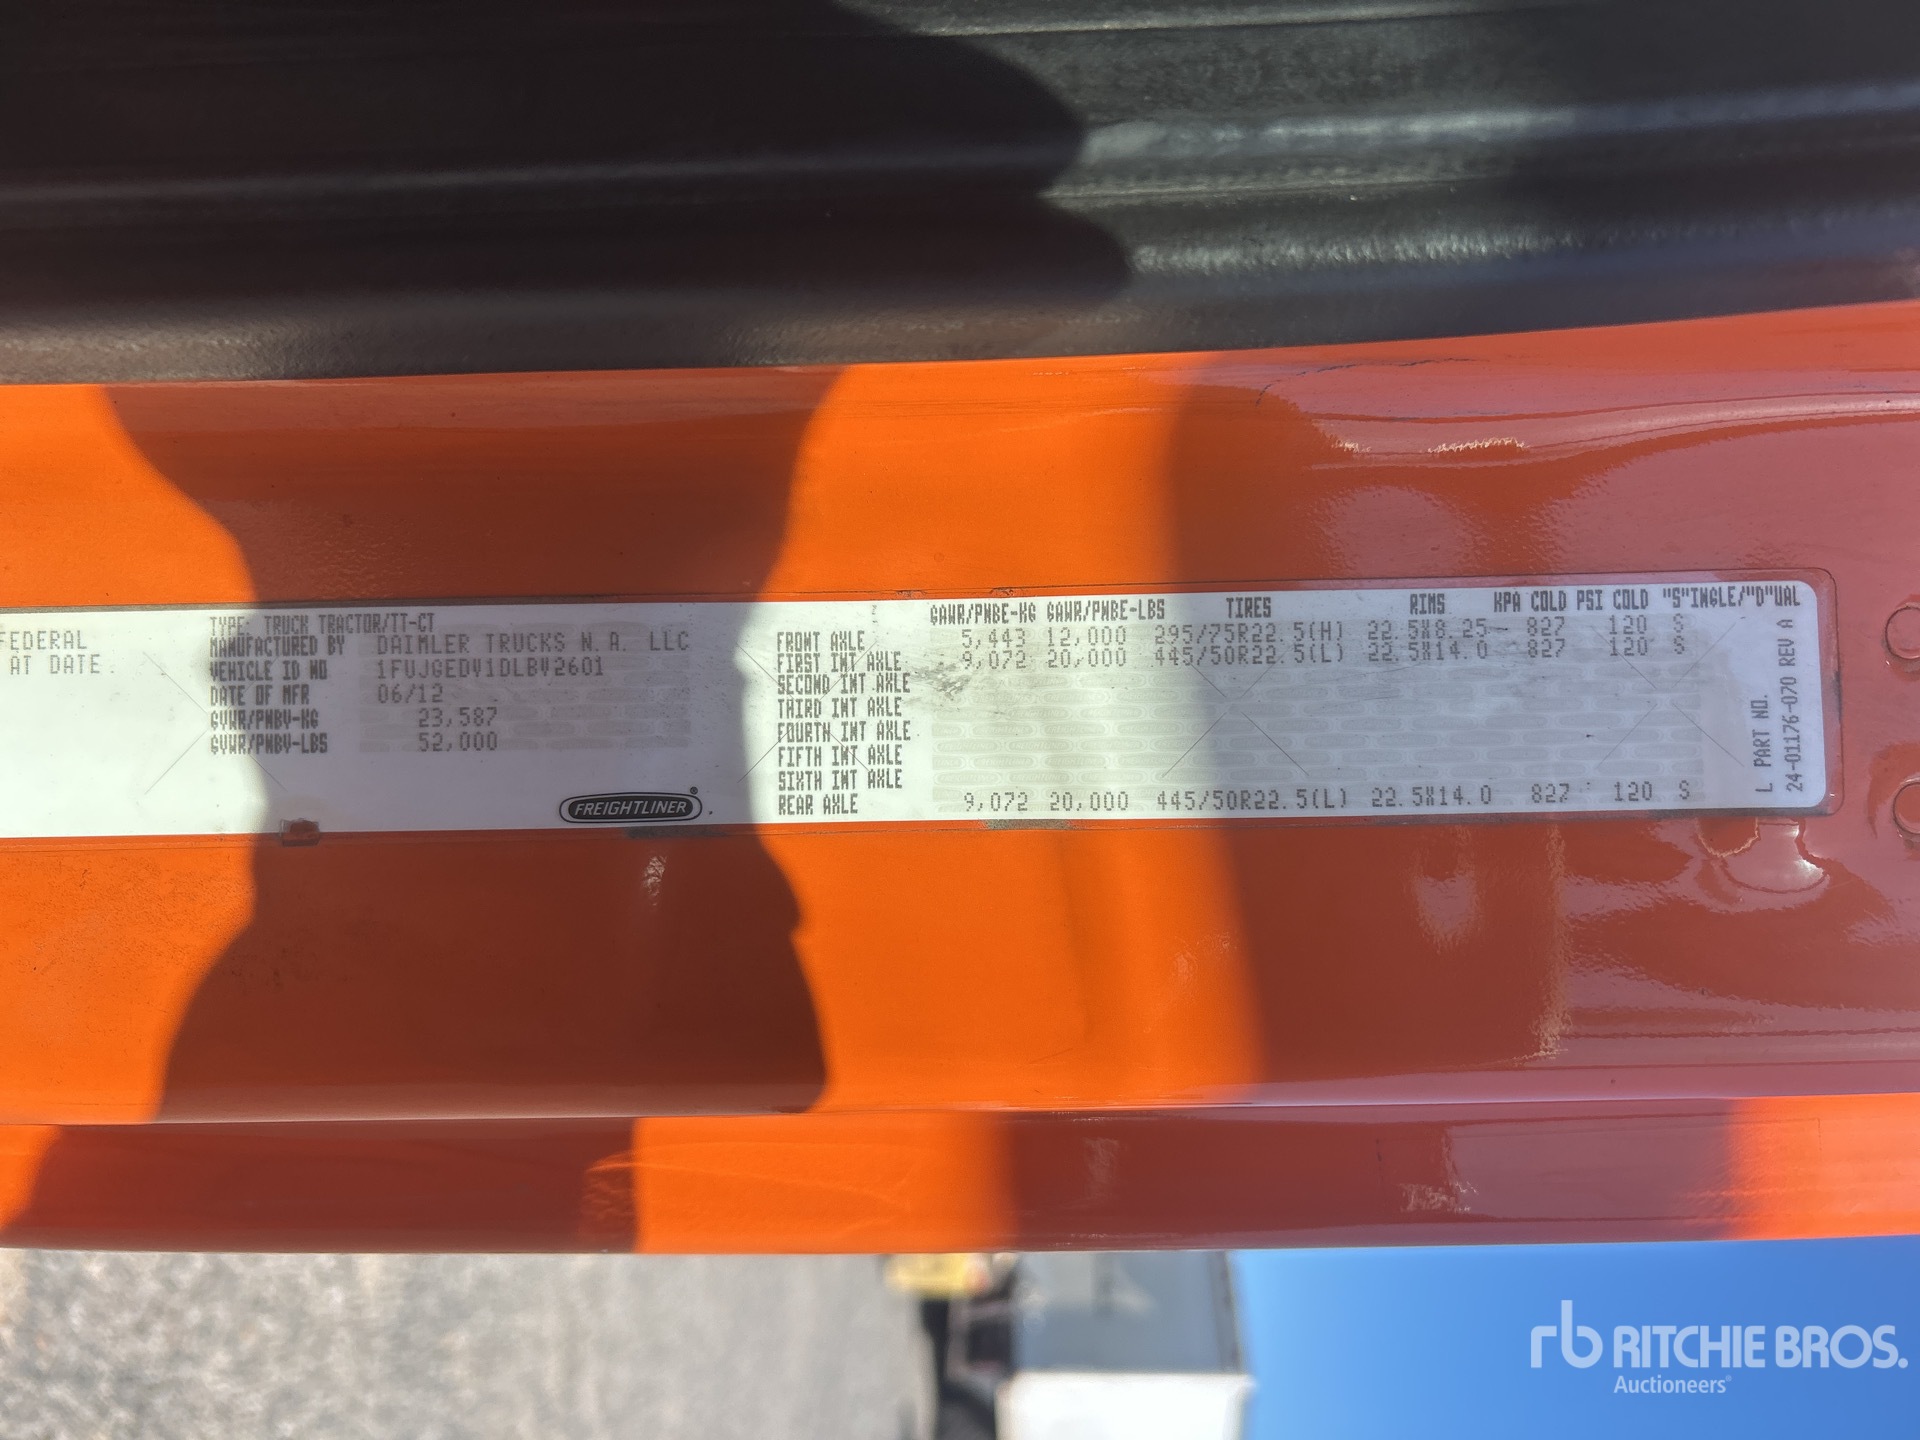 FEDERAL
AT DATE.
TYPE: TRUCK TRACTOR/TT-CT
MANUFACTURED BY DAIMLER TRUCKS N.A. LLC
VEHICLE ID NO 1FUJGEDV1DLBV2601
DATE OF MFR 06/12
GVWR/PNBV-KG 23,587
GVWR/PNBV-LBS 52,000
FREIGHTLINER®.
GAWR/PNBE-KG GAWR/PNBE-LBS TIRES RIMS KPA COLD PSI COLD "S"INGLE/"D"UAL
FRONT AXLE 5,443 12,000 295/75R22.5(H) 22.5X8.25 827 120 S
FIRST INT AXLE 9,072 20,000 445/50R22.5(L) 22.5X14.0 827 120 S
SECOND INT AXLE
THIRD INT AXLE
FOURTH INT AXLE
FIFTH INT AXLE
SIXTH INT AXLE
REAR AXLE 9,072 20,000 445/50R22.5(L) 22.5X14.0 827 120 S
L PART NO.
24-01176-070 REV A
rb RITCHIE BROS.
Auctioneers